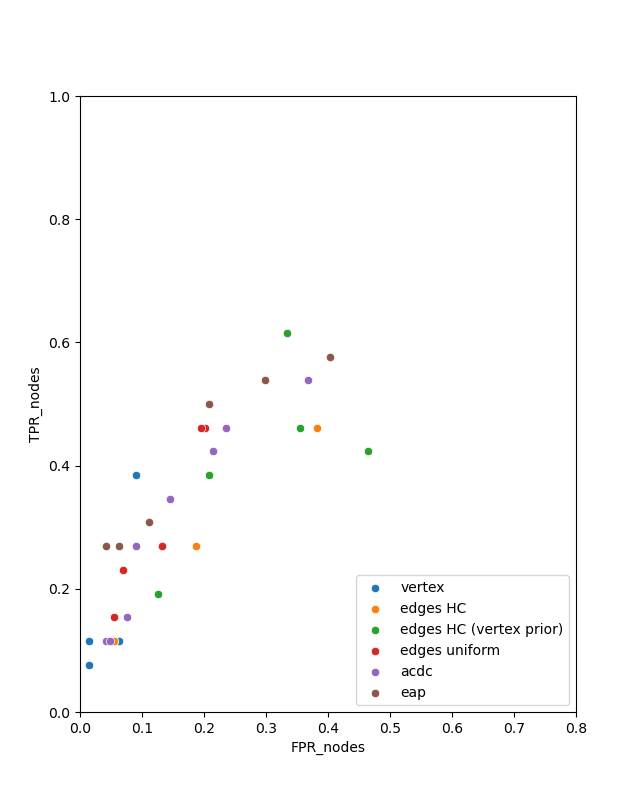 1.0
0.8
0.6
0.4
0.2
0.0
TPR_nodes
vertex
edges HC
edges HC (vertex prior)
edges uniform
acdc
eap
0.0 0.1 0.2 0.3 0.4 0.5 0.6 0.7 0.8
FPR_nodes